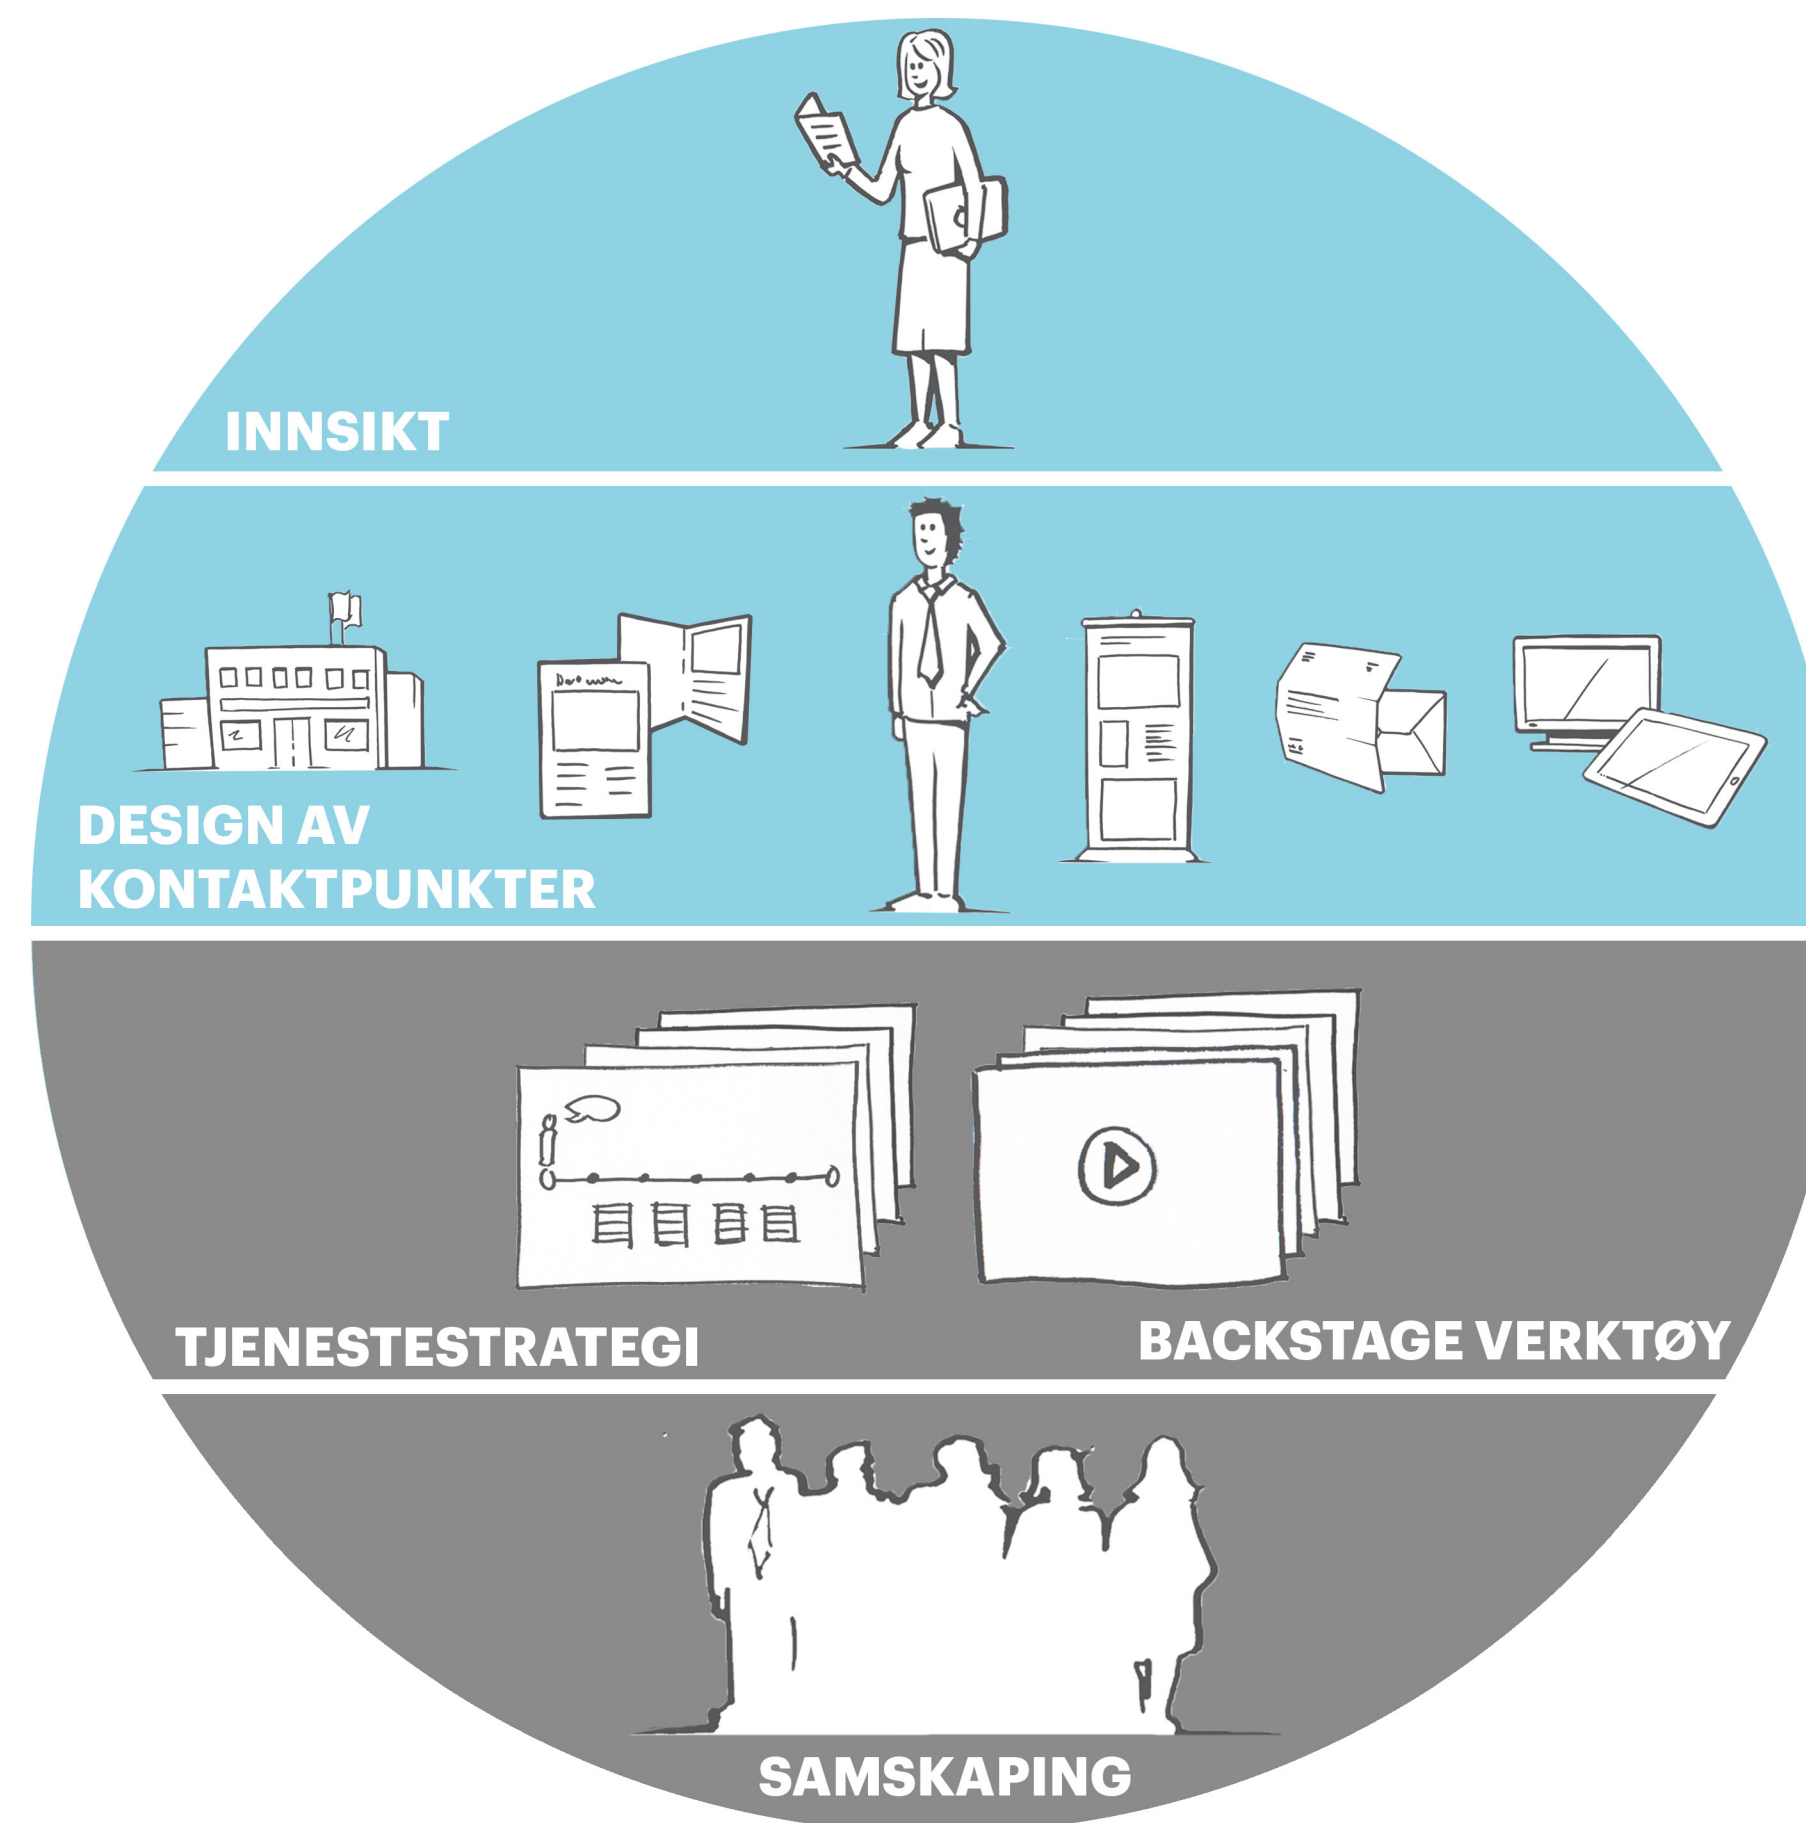 INNSIKT
DESIGN AV
KONTAKTPUNKTER
TJENESTESTRATEGI
BACKSTAGE VERKTØY
SAMSKAPING